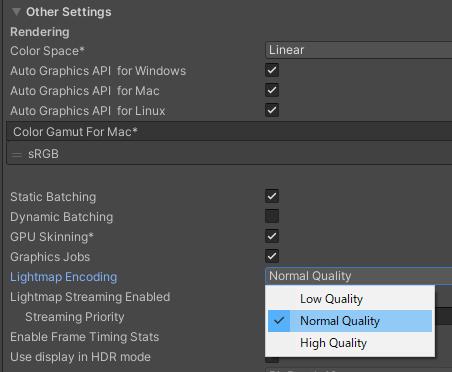 Other Settings
Rendering
Color Space* Linear
Auto Graphics API for Windows
Auto Graphics API for Mac
Auto Graphics API for Linux
Color Gamut For Mac*
sRGB
Static Batching
Dynamic Batching
GPU Skinning*
Graphics Jobs
Lightmap Encoding Normal Quality
Lightmap Streaming Enabled Low Quality
Streaming Priority Normal Quality
Enable Frame Timing Stats High Quality
Use display in HDR mode